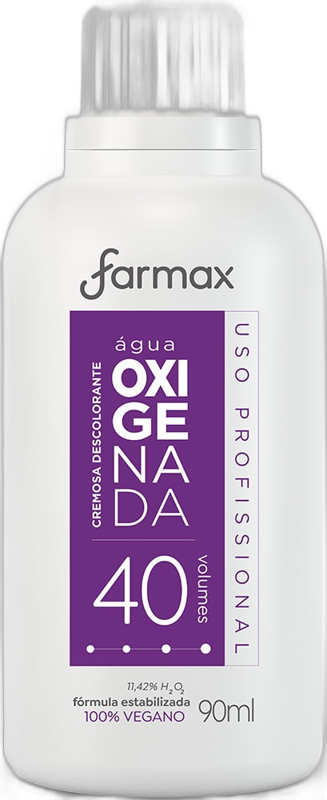 farmax
água
OXI
GE
NA
DA
CREMOSA DESCOLORANTE
40
volumes
USO PROFISSIONAL
11,42% H₂O₂
fórmula estabilizada
100% VEGANO
90ml